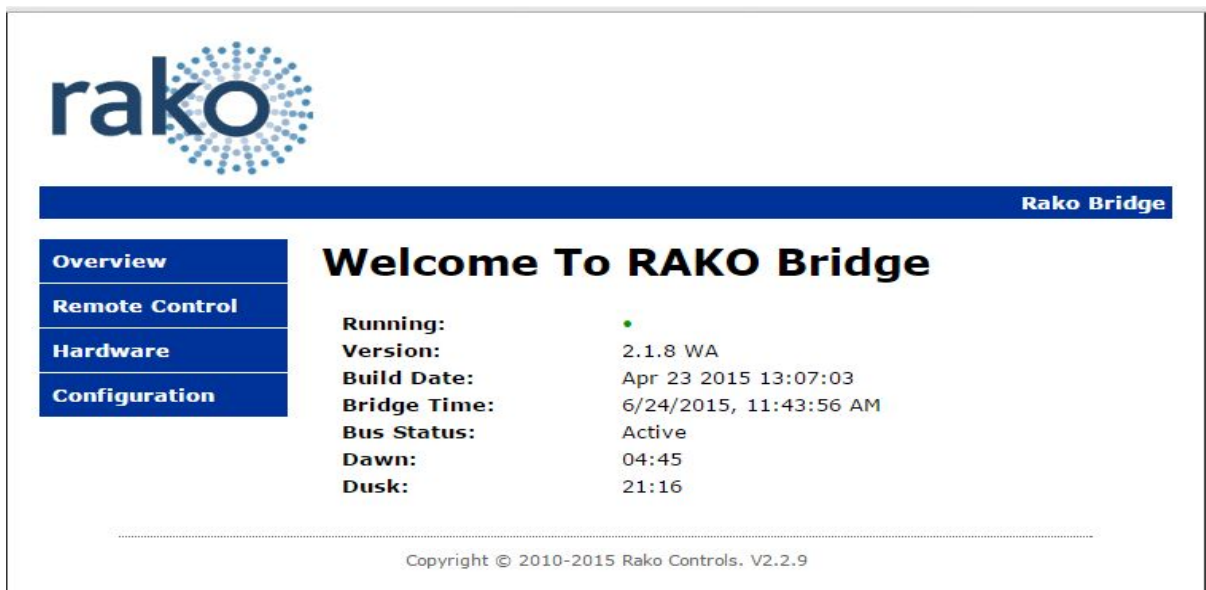 rako
Rako Bridge
Overview
Remote Control
Hardware
Configuration
Welcome To RAKO Bridge
Running:
Version: 2.1.8 WA
Build Date: Apr 23 2015 13:07:03
Bridge Time: 6/24/2015, 11:43:56 AM
Bus Status: Active
Dawn: 04:45
Dusk: 21:16
Copyright © 2010-2015 Rako Controls. V2.2.9